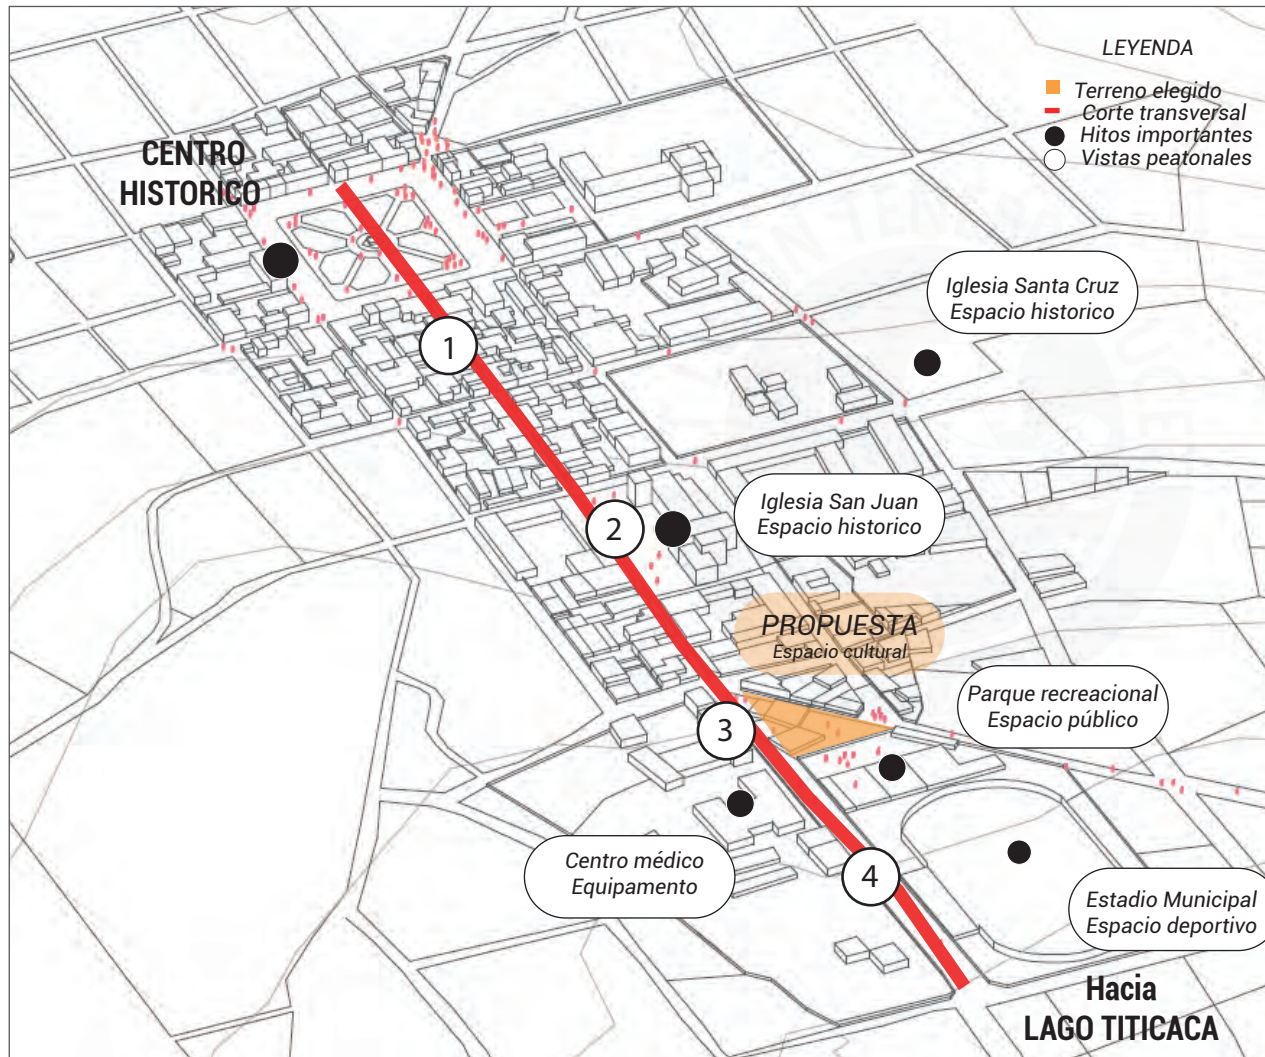 LEYENDA
Terreno elegido
Corte transversal
Hitos importantes
Vistas peatonales
CENTRO
HISTORICO
Iglesia Santa Cruz
Espacio historico
1
Iglesia San Juan
Espacio historico
2
PROPUESTA
Espacio cultural
Parque recreacional
Espacio público
3
Centro médico
Equipamento
4
Estadio Municipal
Espacio deportivo
Hacia
LAGO TITICACA